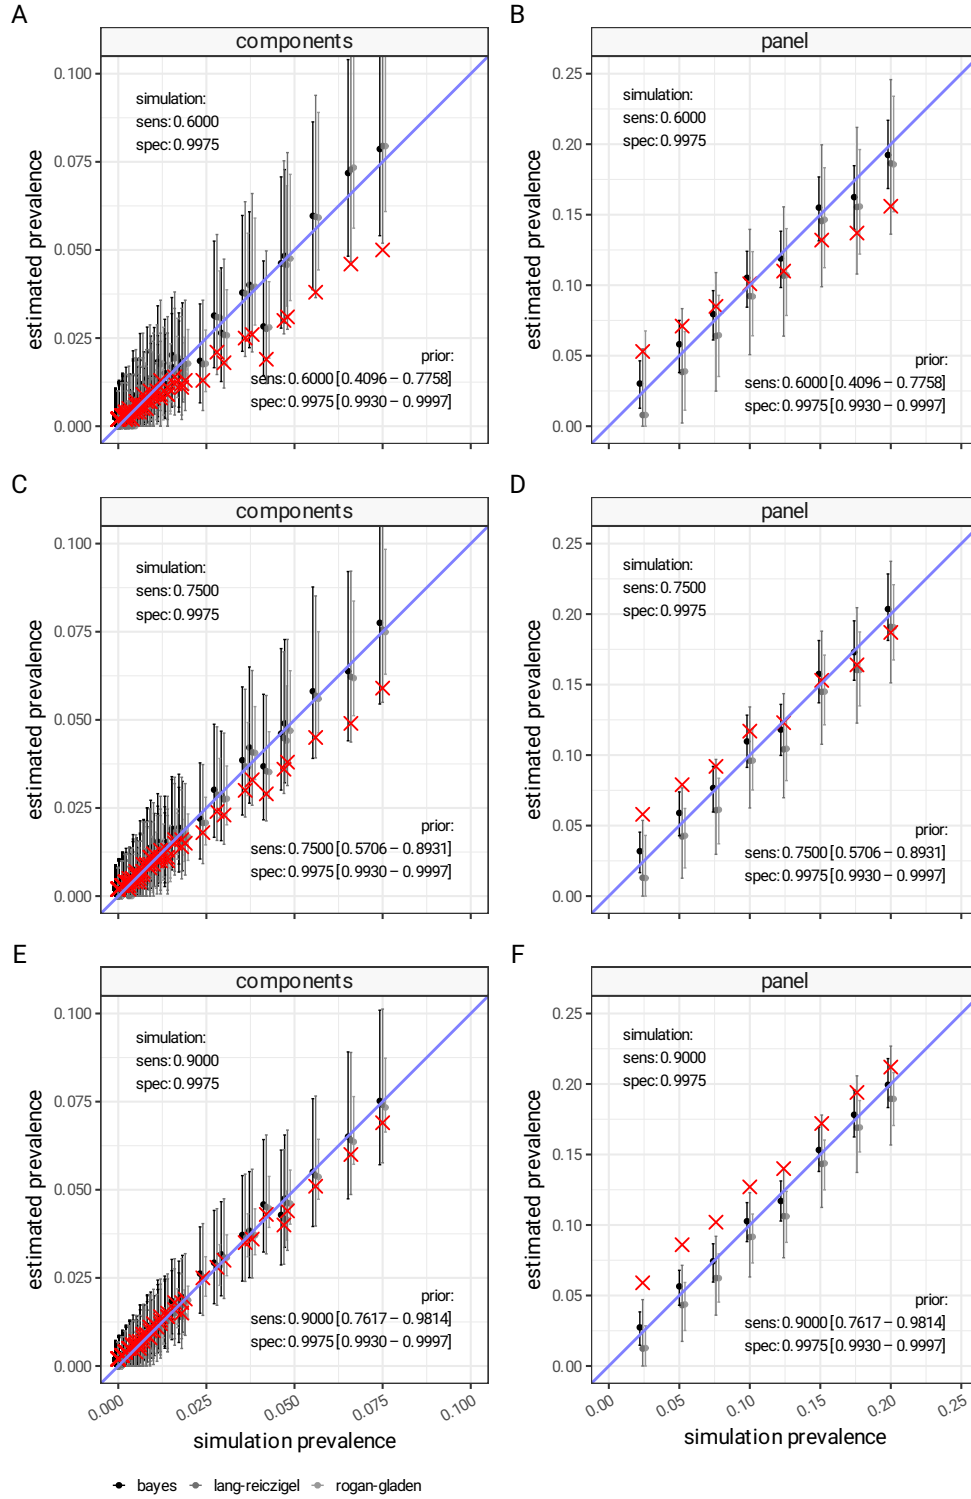 A
components
0.100
0.075
0.050
0.025
0.000
estimated prevalence
simulation:
sens: 0.6000
spec: 0.9975
prior:
sens: 0.6000 [0.4096 – 0.7758]
spec: 0.9975 [0.9930 – 0.9997]
B
panel
0.25
0.20
0.15
0.10
0.05
0.00
estimated prevalence
simulation:
sens: 0.6000
spec: 0.9975
prior:
sens: 0.6000 [0.4096 – 0.7758]
spec: 0.9975 [0.9930 – 0.9997]
C
components
0.100
0.075
0.050
0.025
0.000
estimated prevalence
simulation:
sens: 0.7500
spec: 0.9975
prior:
sens: 0.7500 [0.5706 – 0.8931]
spec: 0.9975 [0.9930 – 0.9997]
D
panel
0.25
0.20
0.15
0.10
0.05
0.00
estimated prevalence
simulation:
sens: 0.7500
spec: 0.9975
prior:
sens: 0.7500 [0.5706 – 0.8931]
spec: 0.9975 [0.9930 – 0.9997]
E
components
0.100
0.075
0.050
0.025
0.000
estimated prevalence
simulation:
sens: 0.9000
spec: 0.9975
prior:
sens: 0.9000 [0.7617 – 0.9814]
spec: 0.9975 [0.9930 – 0.9997]
0.000
0.025
0.050
0.075
0.100
simulation prevalence
F
panel
0.25
0.20
0.15
0.10
0.05
0.00
estimated prevalence
simulation:
sens: 0.9000
spec: 0.9975
prior:
sens: 0.9000 [0.7617 – 0.9814]
spec: 0.9975 [0.9930 – 0.9997]
0.00
0.05
0.10
0.15
0.20
0.25
simulation prevalence
bayes lang-reiczigel rogan-gladen